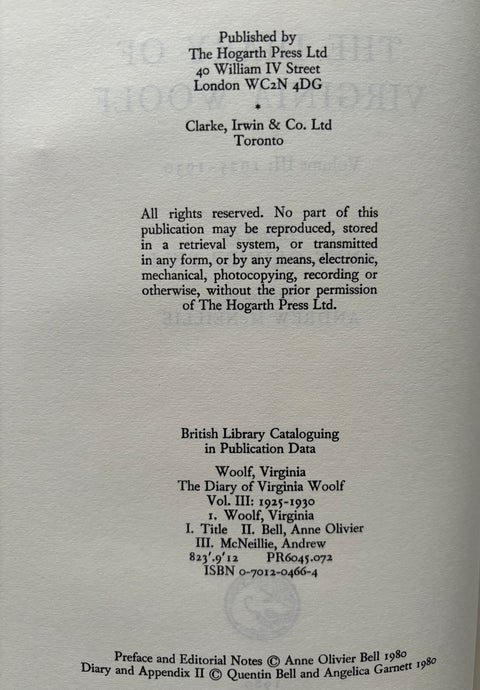 Published by
The Hogarth Press Ltd
40 William IV Street
London WC2N 4DG
*
Clarke, Irwin & Co. Ltd
Toronto
All rights reserved. No part of this
publication may be reproduced, stored
in a retrieval system, or transmitted
in any form, or by any means, electronic,
mechanical, photocopying, recording or
otherwise, without the prior permission
of The Hogarth Press Ltd.
British Library Cataloguing
in Publication Data
Woolf, Virginia
The Diary of Virginia Woolf
Vol. III: 1925-1930
1. Woolf, Virginia
I. Title II. Bell, Anne Olivier
III. McNeillie, Andrew
823'.9'12 PR6045.072
ISBN 0-7012-0466-4
Preface and Editorial Notes © Anne Olivier Bell 1980
Diary and Appendix II © Quentin Bell and Angelica Garnett 1980